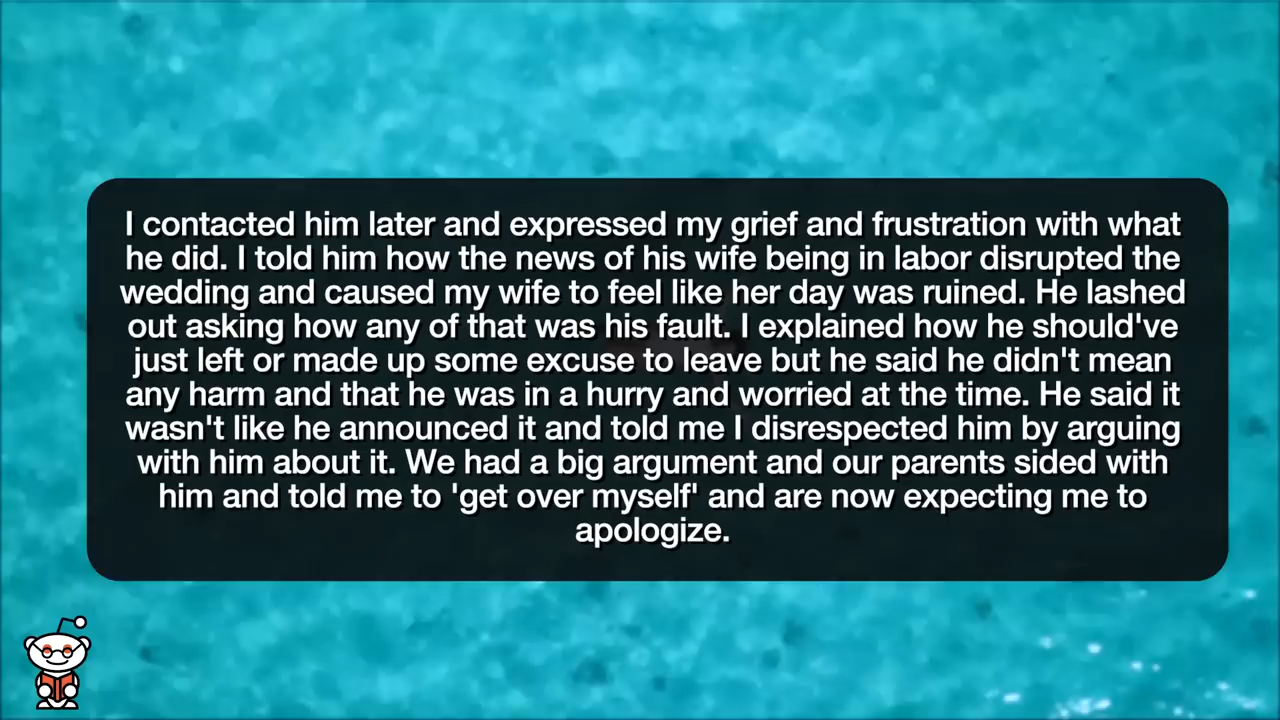 I contacted him later and expressed my grief and frustration with what
he did. I told him how the news of his wife being in labor disrupted the
wedding and caused my wife to feel like her day was ruined. He lashed
out asking how any of that was his fault. I explained how he should've
just left or made up some excuse to leave but he said he didn't mean
any harm and that he was in a hurry and worried at the time. He said it
wasn't like he announced it and told me I disrespected him by arguing
with him about it. We had a big argument and our parents sided with
him and told me to 'get over myself' and are now expecting me to
apologize.